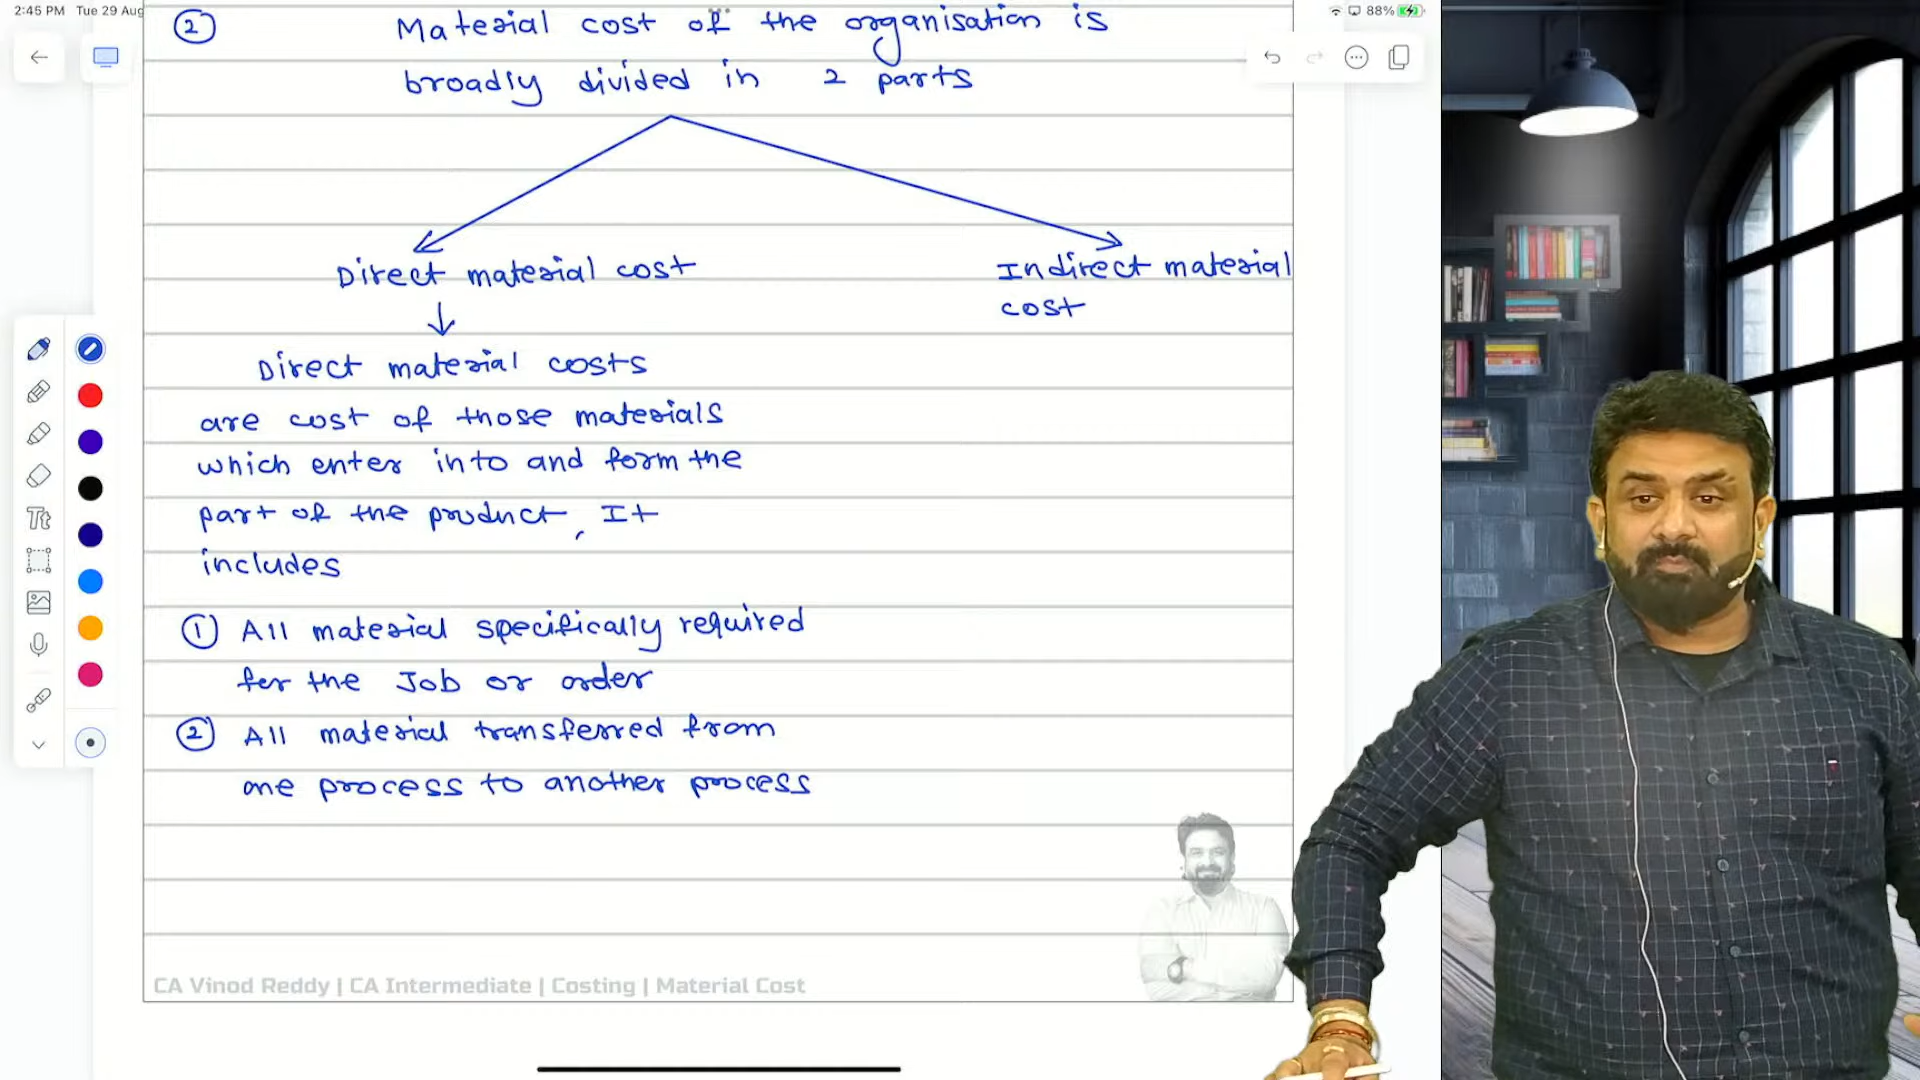 2:45 PM Tue 29 Aug
88%
② Material cost of the organisation is
broadly divided in 2 parts
Direct material cost
Indirect material
cost
Direct material costs
are cost of those materials
which enter into and form the
part of the product, It
includes
① All material specifically required
for the Job or order
② All material transferred from
one process to another process
Tt
CA Vinod Reddy | CA Intermediate | Costing | Material Cost